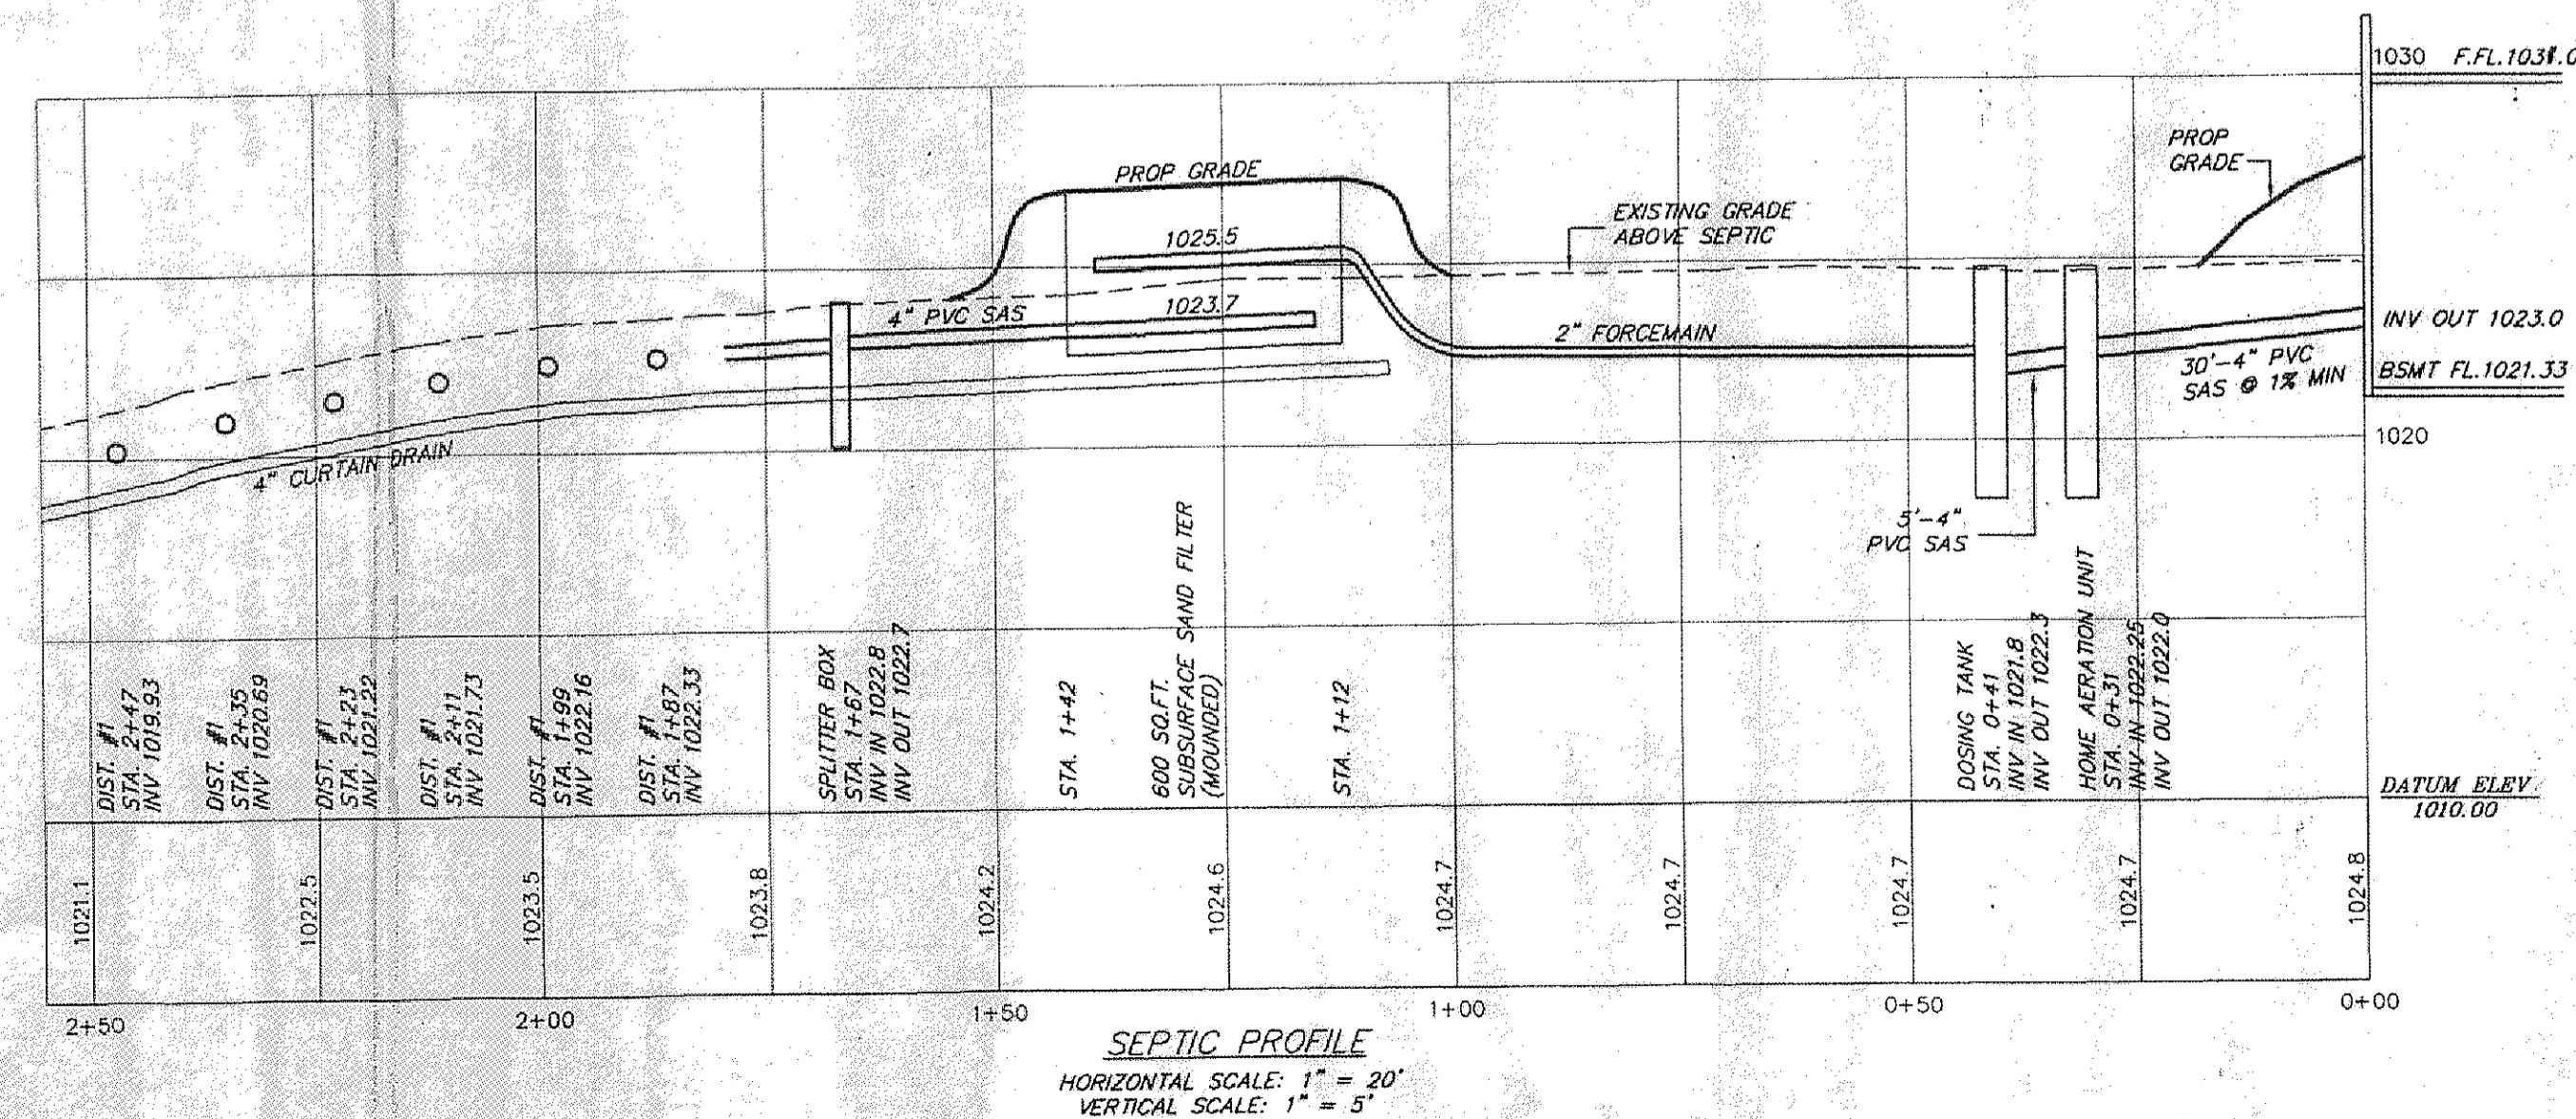 1030 F.FL.1031.0
PROP GRADE
PROP
GRADE
EXISTING GRADE
ABOVE SEPTIC
1025.5
1023.7
4" PVC SAS
2" FORCEMAIN
INV OUT 1023.0
30'-4" PVC
SAS @ 1% MIN
BSMT FL.1021.33
1020
4" CURTAIN DRAIN
5'-4"
PVC SAS
DIST. #1
STA. 2+47
INV 1019.93
DIST. #1
STA. 2+35
INV 1020.69
DIST. #1
STA. 2+23
INV 1021.22
DIST. #1
STA. 2+11
INV 1021.73
DIST. #1
STA. 1+99
INV 1022.16
DIST. #1
STA. 1+87
INV 1022.33
SPLITTER BOX
STA. 1+67
INV IN 1022.8
INV OUT 1022.7
STA. 1+42
600 SQ.FT.
SUBSURFACE SAND FILTER
(MOUNDED)
STA. 1+12
DOSING TANK
STA. 0+41
INV IN 1021.8
INV OUT 1022.3
HOME AERATION UNIT
STA. 0+31
INV IN 1022.25
INV OUT 1022.0
DATUM ELEV.
1010.00
1021.1
1022.5
1023.5
1023.8
1024.2
1024.6
1024.7
1024.7
1024.7
1024.7
1024.8
2+50
2+00
1+50
1+00
0+50
0+00
SEPTIC PROFILE
HORIZONTAL SCALE: 1" = 20'
VERTICAL SCALE: 1" = 5'